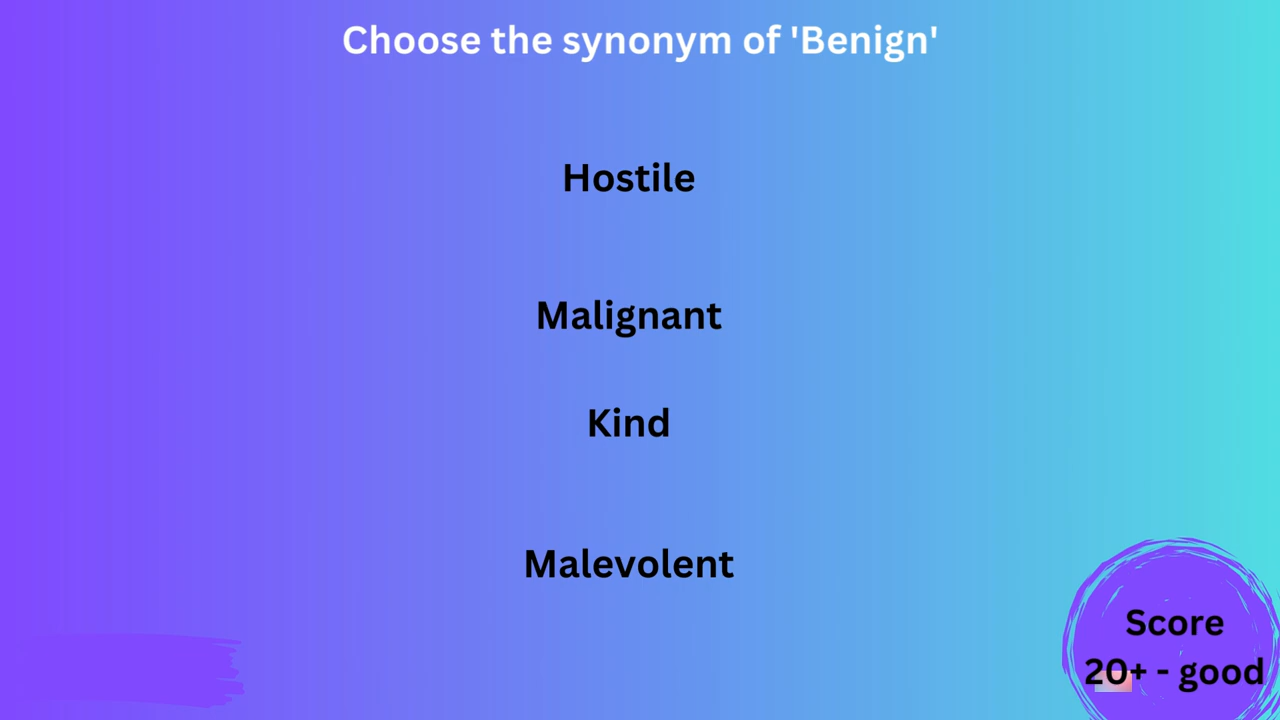 Choose the synonym of 'Benign'
Hostile
Malignant
Kind
Malevolent
Score
20+ - good